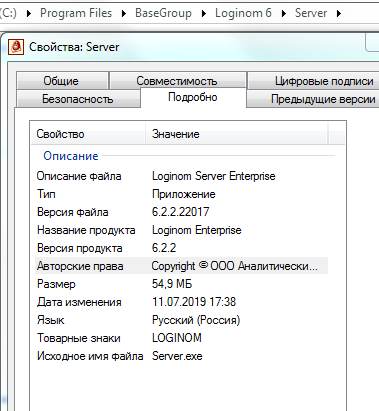 (C:) Program Files BaseGroup Loginom 6 Server
Свойства: Server
Общие Совместимость Цифровые подписи
Безопасность Подробно Предыдущие версии
Свойство Значение
Описание
Описание файла Loginom Server Enterprise
Тип Приложение
Версия файла 6.2.2.22017
Название продукта Loginom Enterprise
Версия продукта 6.2.2
Авторские права Copyright © ООО Аналитически...
Размер 54,9 МБ
Дата изменения 11.07.2019 17:38
Язык Русский (Россия)
Товарные знаки LOGINOM
Исходное имя файла Server.exe